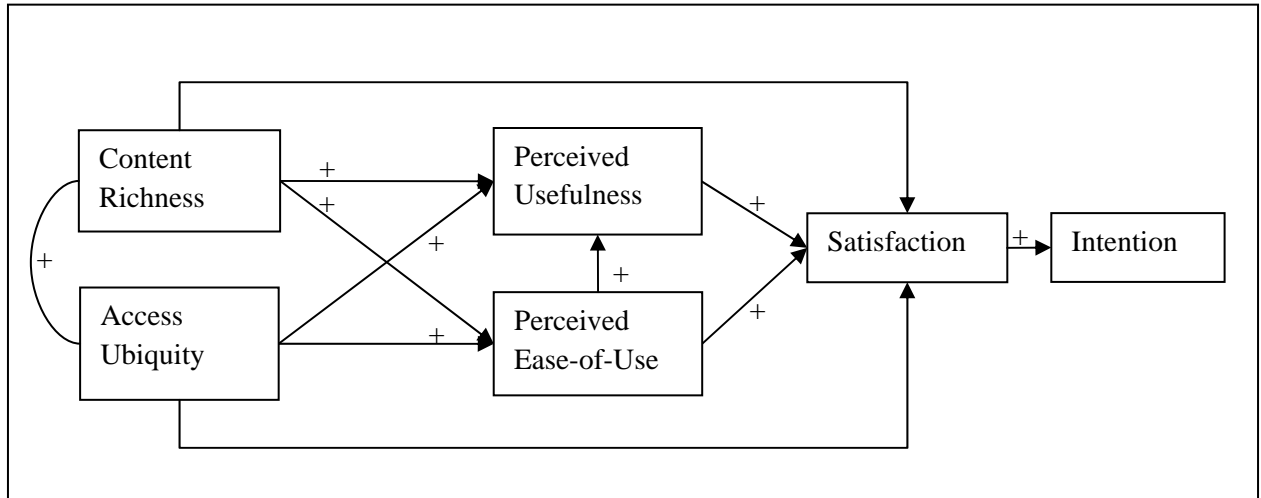 Content
Richness
Perceived
Usefulness
Satisfaction
Intention
Access
Ubiquity
Perceived
Ease-of-Use
+
+
+
+
+
+
+
+
+